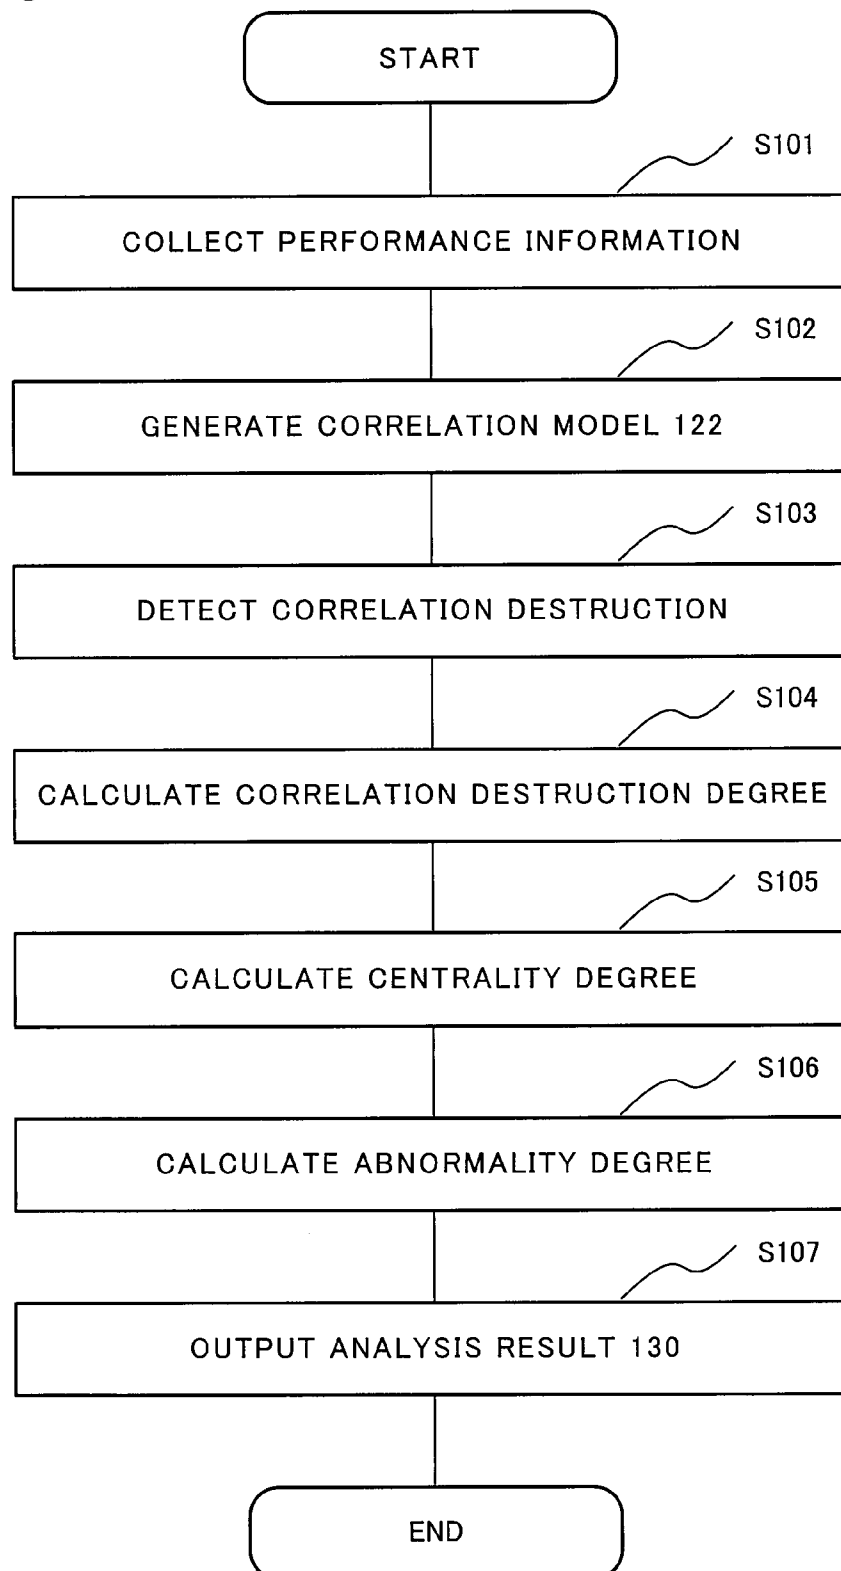 START
S101
COLLECT PERFORMANCE INFORMATION
S102
GENERATE CORRELATION MODEL 122
S103
DETECT CORRELATION DESTRUCTION
S104
CALCULATE CORRELATION DESTRUCTION DEGREE
S105
CALCULATE CENTRALITY DEGREE
S106
CALCULATE ABNORMALITY DEGREE
S107
OUTPUT ANALYSIS RESULT 130
END